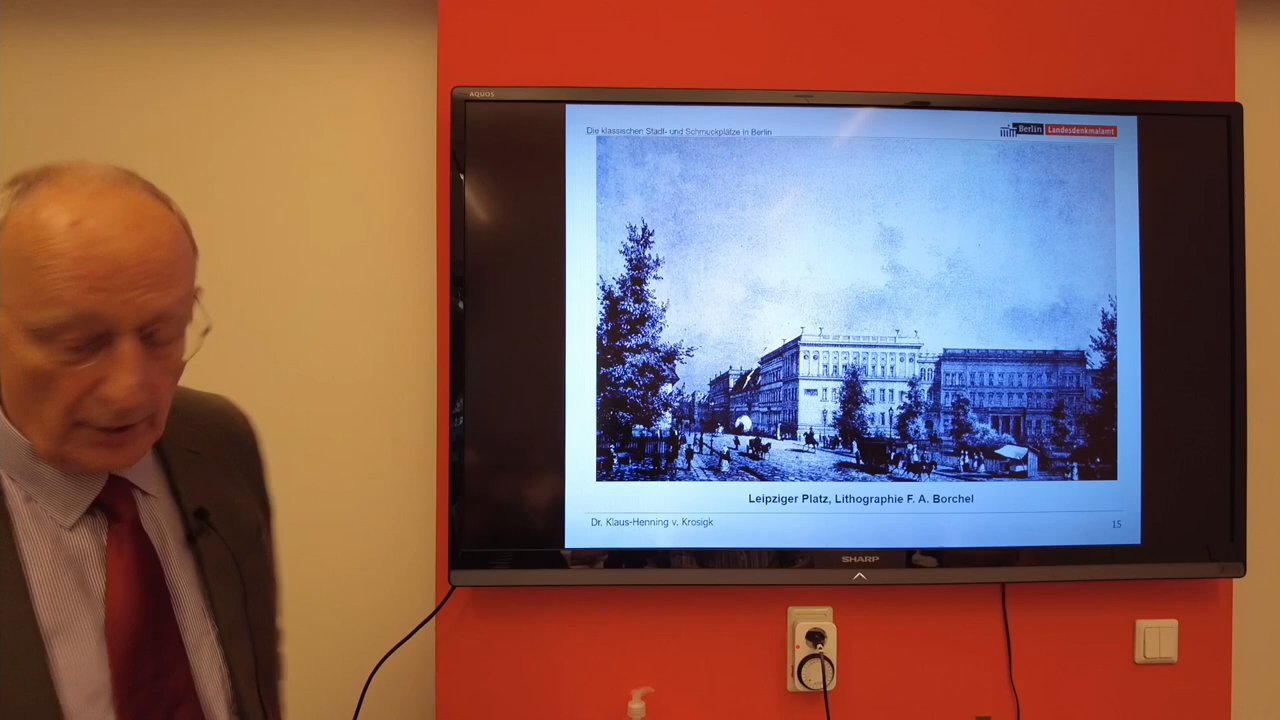 AQUOS
Die klassischen Stadt- und Schmuckplätze in Berlin
Berlin Landesdenkmalamt
Leipziger Platz, Lithographie F. A. Borchel
Dr. Klaus-Henning v. Krosigk
15
SHARP